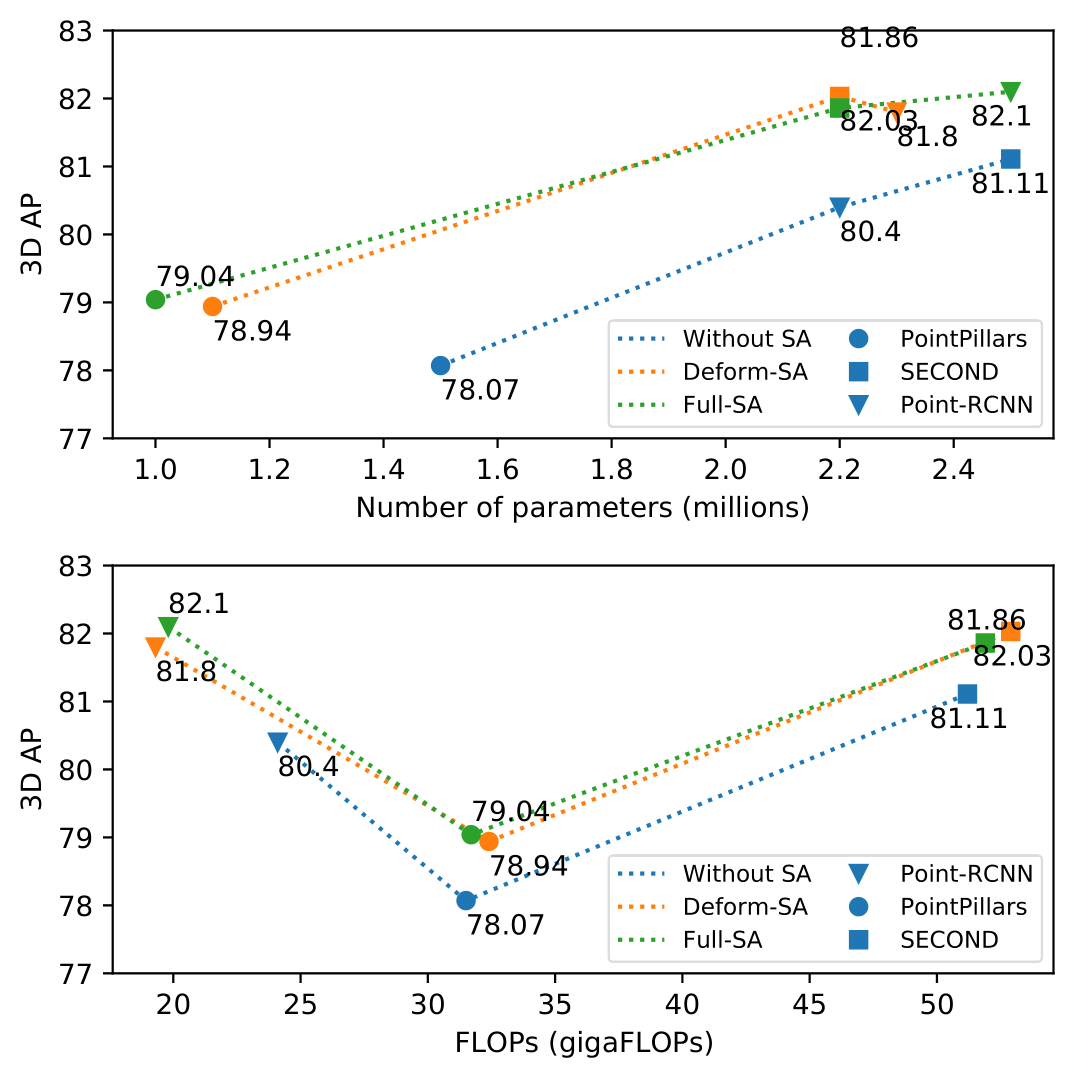 83
82
81
80
79
78
77
3D AP
81.86
82.03
81.8
82.1
81.11
80.4
79.04
78.94
78.07
Without SA PointPillars
Deform-SA SECOND
Full-SA Point-RCNN
1.0 1.2 1.4 1.6 1.8 2.0 2.2 2.4
Number of parameters (millions)
83
82
81
80
79
78
77
3D AP
82.1
81.8
80.4
81.86
82.03
81.11
79.04
78.94
78.07
Without SA Point-RCNN
Deform-SA PointPillars
Full-SA SECOND
20 25 30 35 40 45 50
FLOPs (gigaFLOPs)